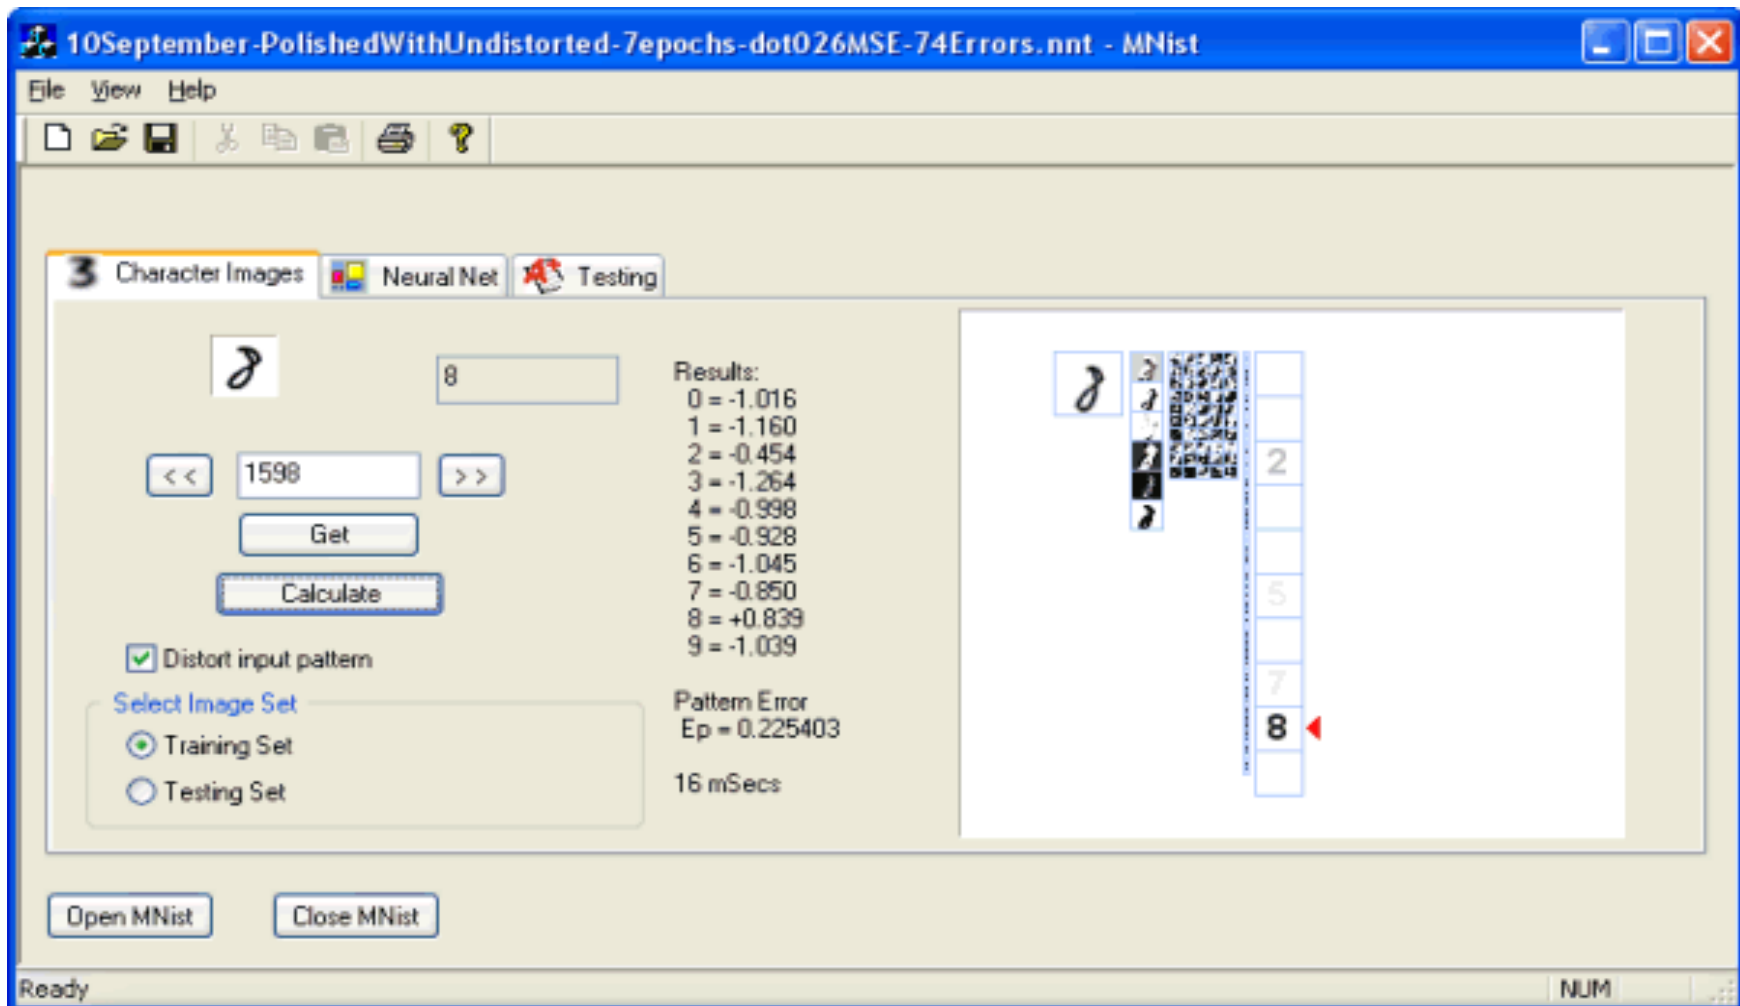 10September-PolishedWithUndistorted-7epochs-dot026MSE-74Errors.nnt - MNist
File View Help
3 Character Images Neural Net A+ Testing
8
8
<< 1598 >>
Get
Calculate
Distort input pattern
Select Image Set
Training Set
Testing Set
Results:
0 = -1.016
1 = -1.160
2 = -0.454
3 = -1.264
4 = -0.998
5 = -0.928
6 = -1.045
7 = -0.850
8 = +0.839
9 = -1.039
Pattern Error
Ep = 0.225403
16 mSecs
8
2
5
7
8
Open MNist Close MNist
Ready NUM